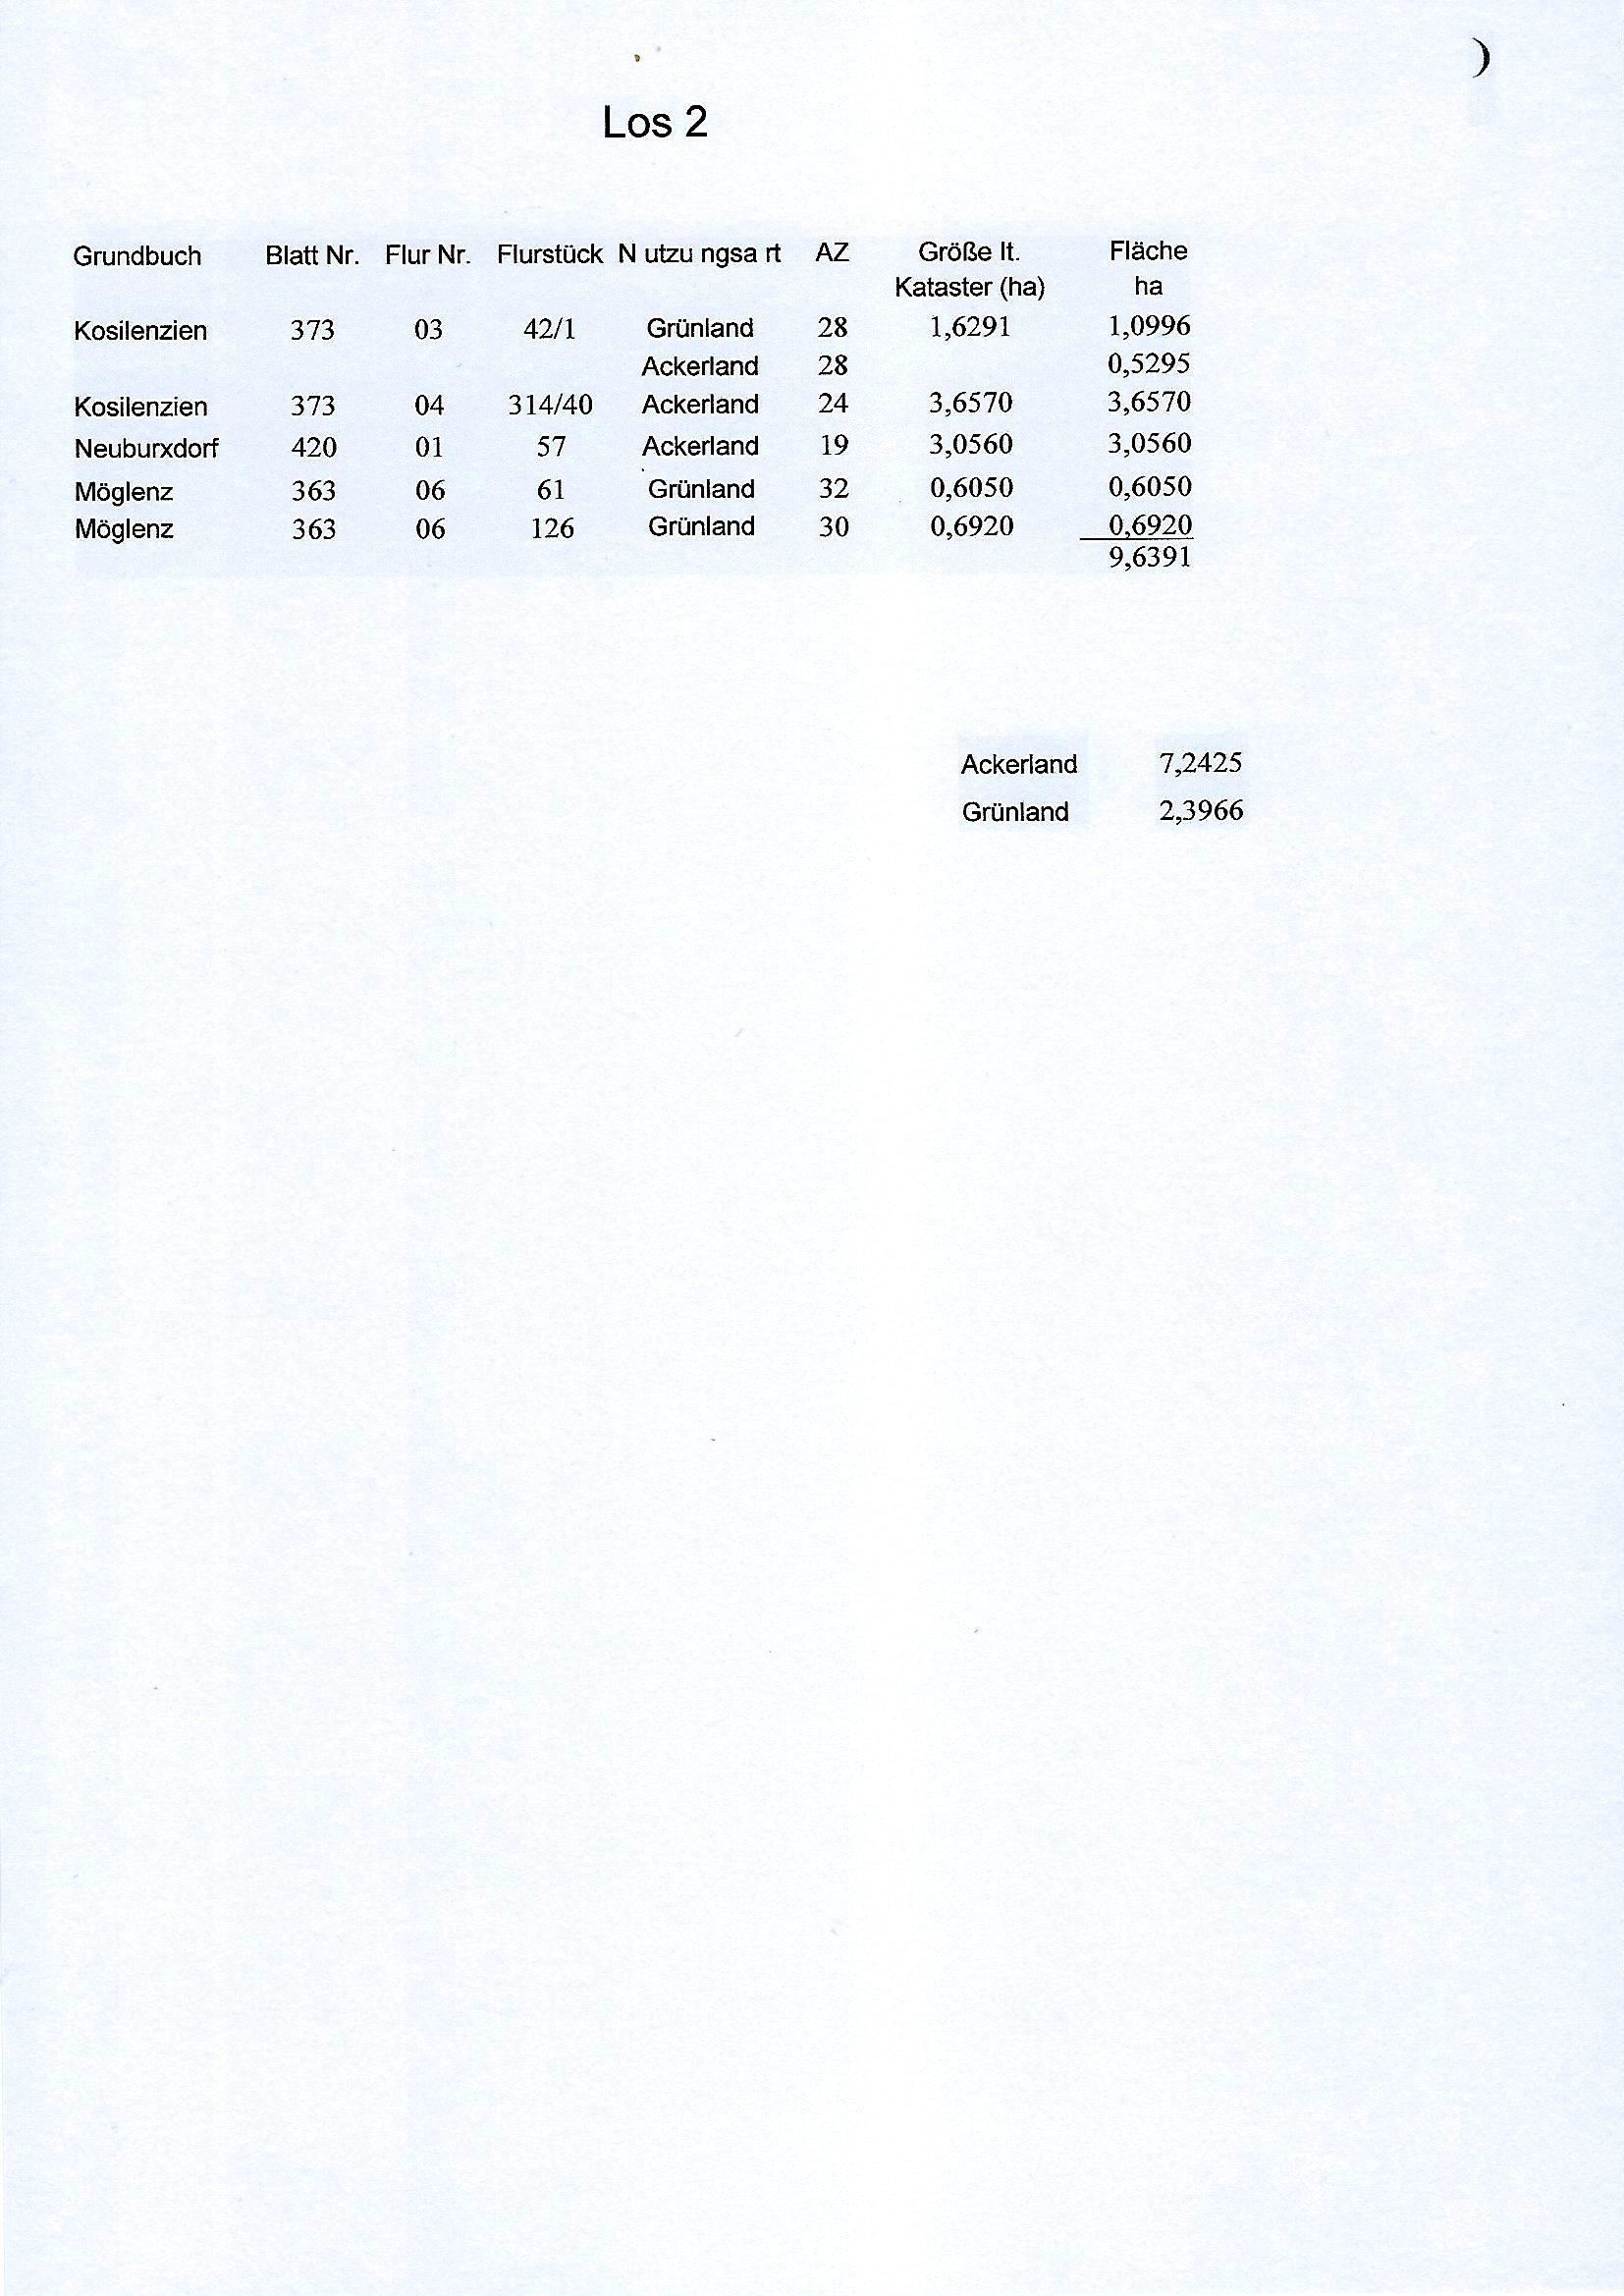 )
Los 2
Grundbuch Blatt Nr. Flur Nr. Flurstück N utzu ngsa rt AZ Größe lt. Fläche
Kataster (ha) ha
Kosilenzien 373 03 42/1 Grünland 28 1,6291 1,0996
Ackerland 28 0,5295
Kosilenzien 373 04 314/40 Ackerland 24 3,6570 3,6570
Neuburxdorf 420 01 57 Ackerland 19 3,0560 3,0560
Möglenz 363 06 61 Grünland 32 0,6050 0,6050
Möglenz 363 06 126 Grünland 30 0,6920 0,6920
9,6391
Ackerland 7,2425
Grünland 2,3966